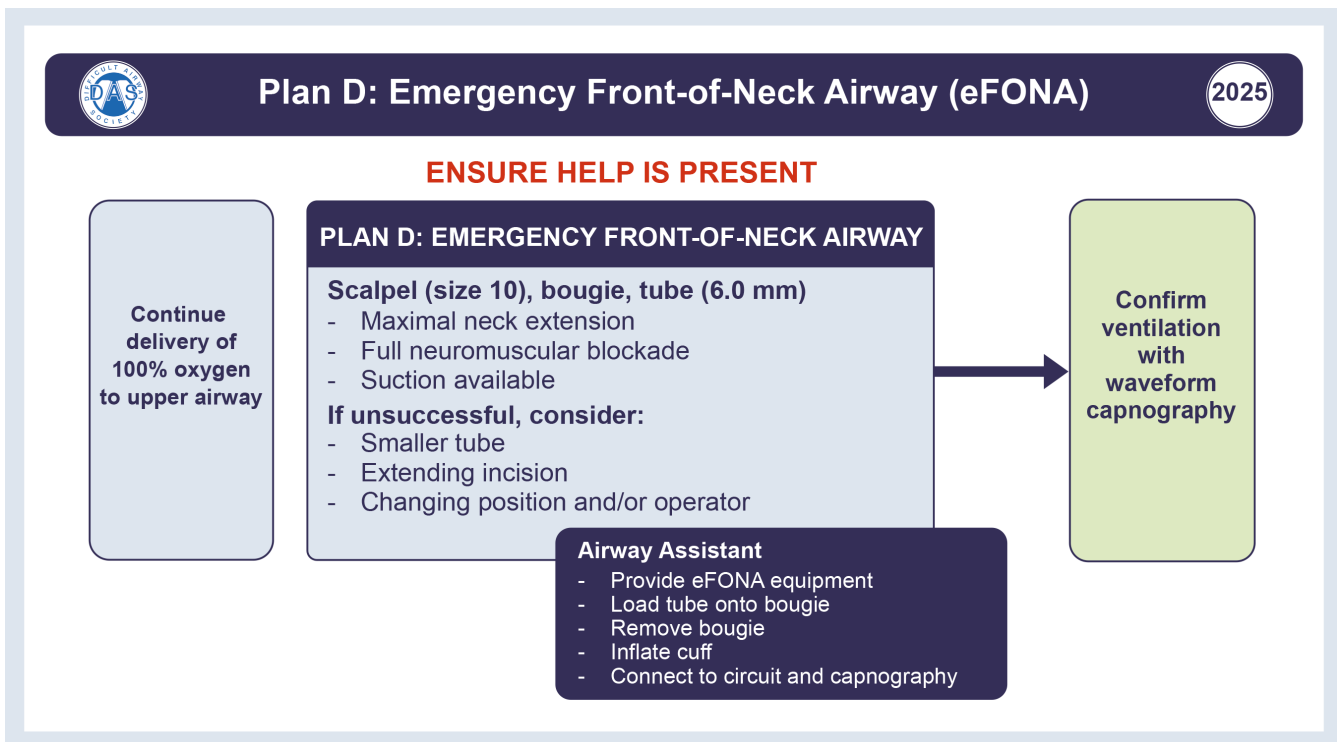 DIFFICULT AIRWAY
DAS
SOCIETY
Plan D: Emergency Front-of-Neck Airway (eFONA)
2025
ENSURE HELP IS PRESENT
Continue
delivery of
100% oxygen
to upper airway
PLAN D: EMERGENCY FRONT-OF-NECK AIRWAY
Scalpel (size 10), bougie, tube (6.0 mm)
- Maximal neck extension
- Full neuromuscular blockade
- Suction available
If unsuccessful, consider:
- Smaller tube
- Extending incision
- Changing position and/or operator
Airway Assistant
- Provide eFONA equipment
- Load tube onto bougie
- Remove bougie
- Inflate cuff
- Connect to circuit and capnography
Confirm
ventilation
with
waveform
capnography